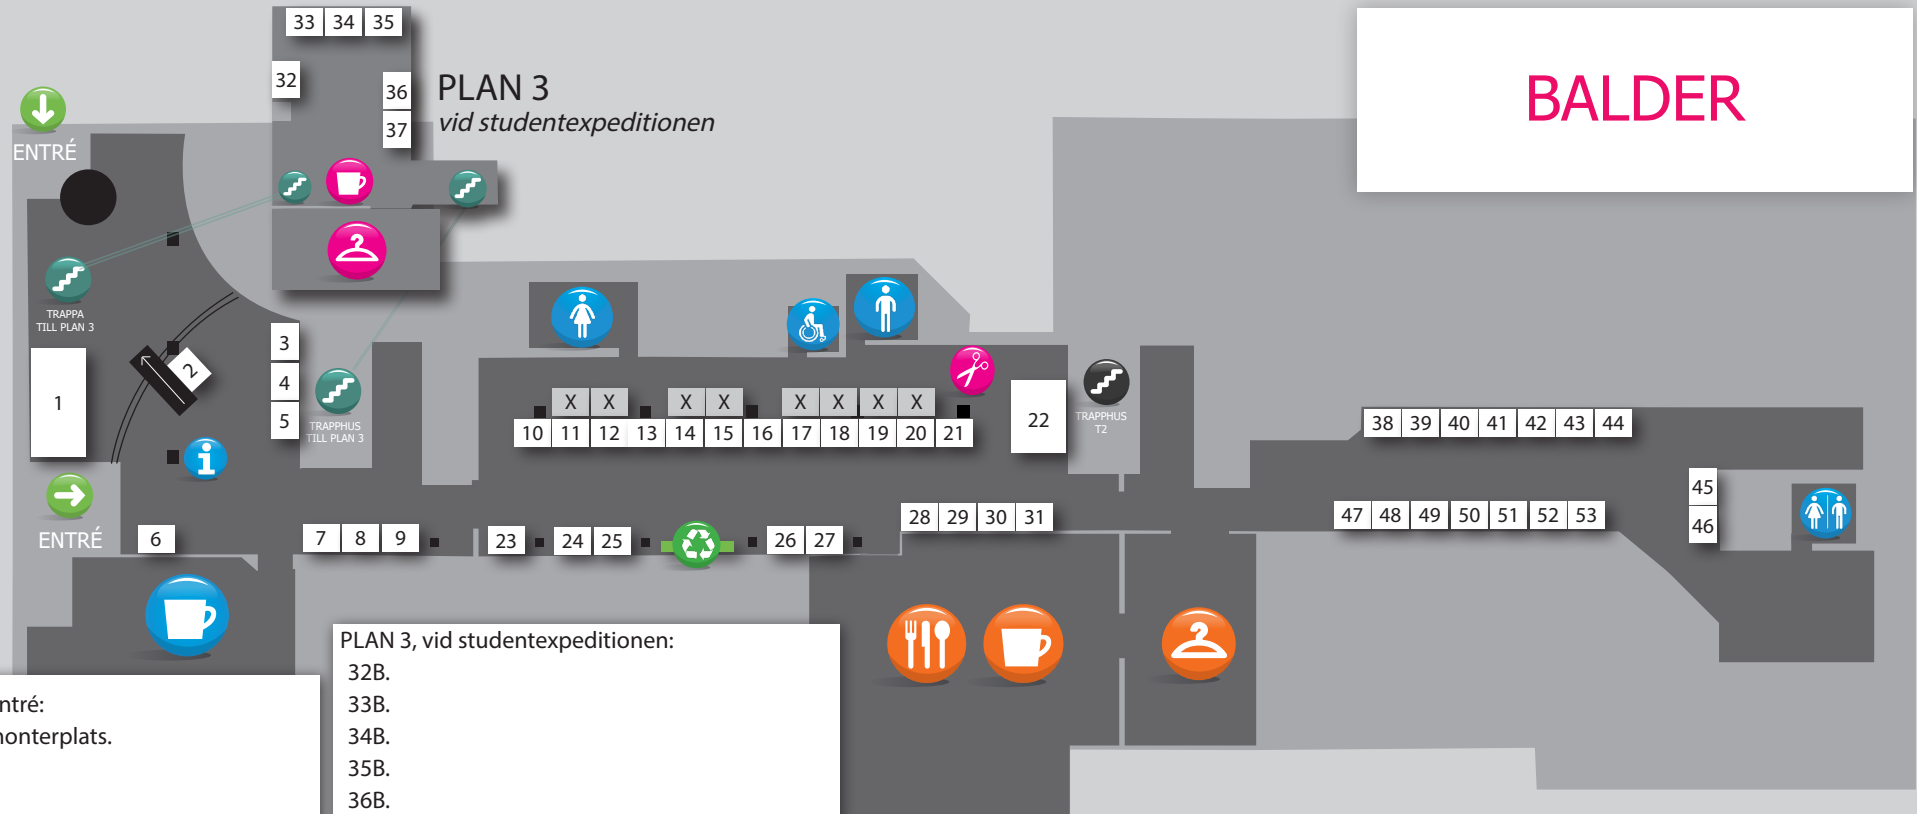 33 34 35
32
36
37
PLAN 3
vid studentexpeditionen
BALDER
ENTRÉ
TRAPPA
TILL PLAN 3
1
2
3
4
5
TRAPPHUS
TILL PLAN 3
i
ENTRÉ
6
7 8 9
X X X X X X X X
10 11 12 13 14 15 16 17 18 19 20 21
22
TRAPPHUS
T2
23 24 25 26 27
28 29 30 31
38 39 40 41 42 43 44
45
46
47 48 49 50 51 52 53
ntré:
nonterplats.
PLAN 3, vid studentexpeditionen:
32B.
33B.
34B.
35B.
36B.